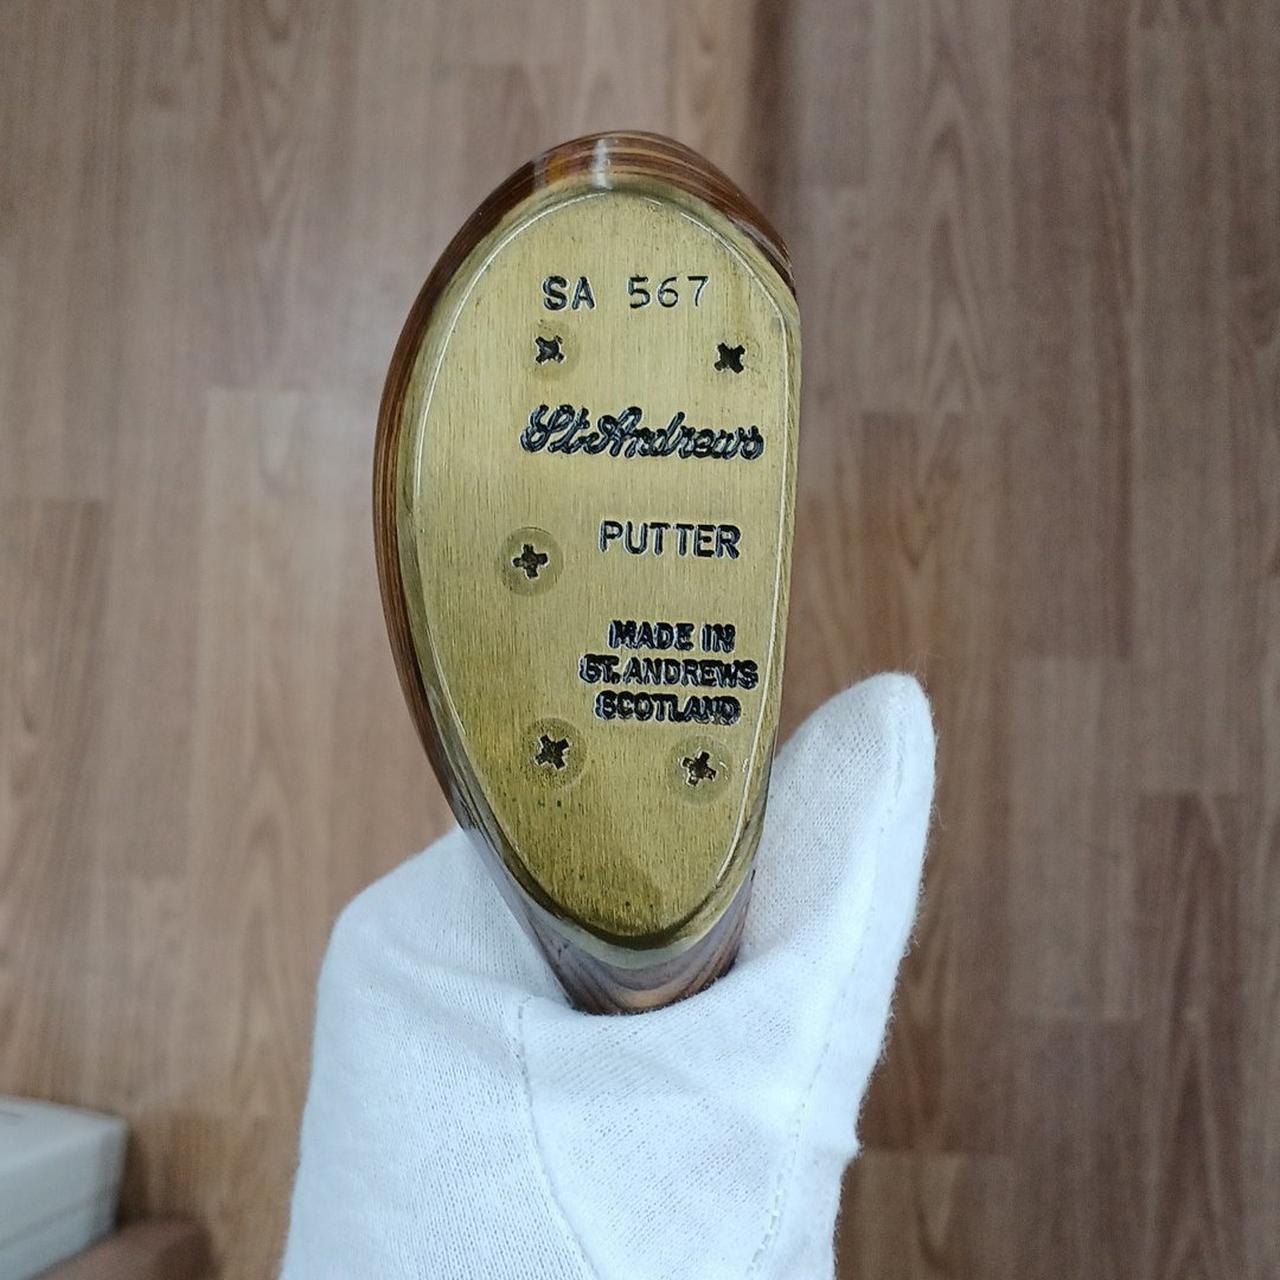 SA 567
St. Andrews
PUTTER
MADE IN
ST. ANDREWS
SCOTLAND